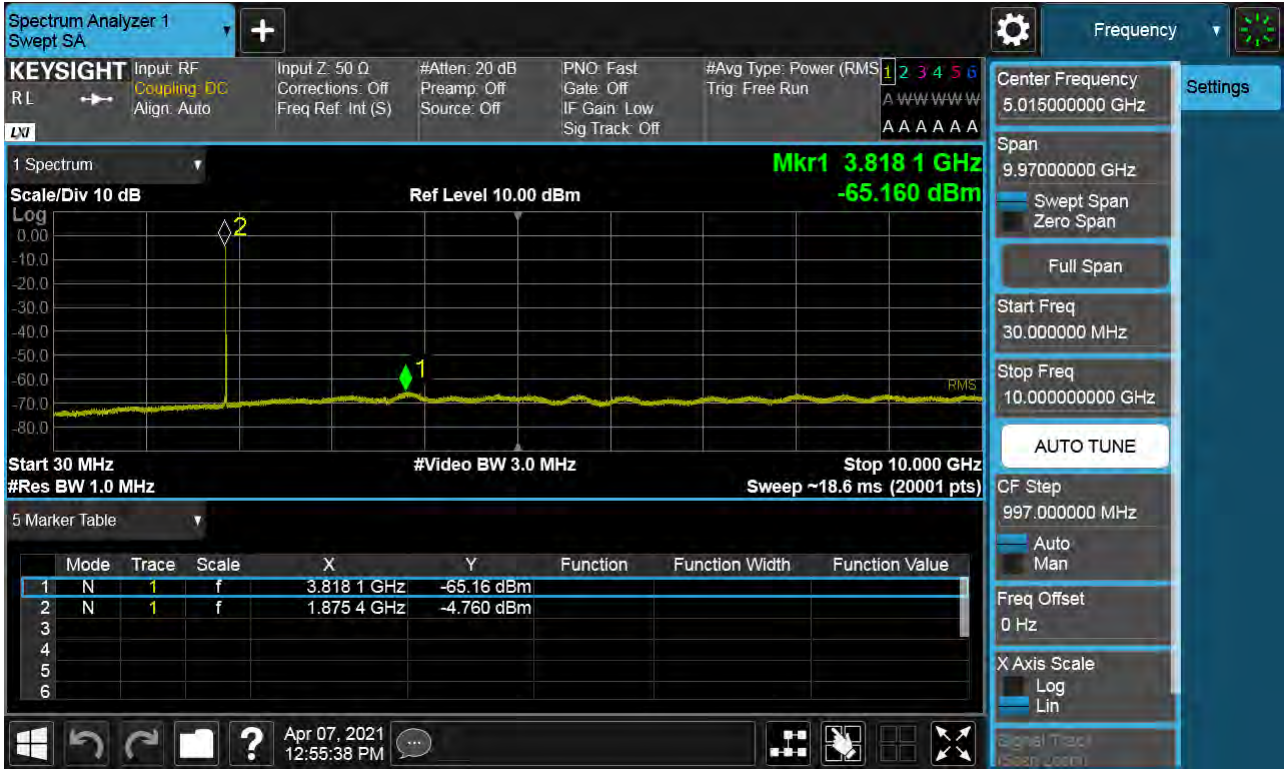 Spectrum Analyzer 1
Swept SA
+
Frequency
KEYSIGHT
R L
LXI
Input: RF
Coupling: DC
Align: Auto
Input Z: 50 Ω
Corrections: Off
Freq Ref: Int (S)
#Atten: 20 dB
Preamp: Off
Source: Off
PNO: Fast
Gate: Off
IF Gain: Low
Sig Track: Off
#Avg Type: Power (RMS
Trig: Free Run
1 2 3 4 5 6
A W W W W W
A A A A A A
1 Spectrum
Scale/Div 10 dB
Ref Level 10.00 dBm
Mkr1 3.818 1 GHz
-65.160 dBm
Log
0.00
-10.0
-20.0
-30.0
-40.0
-50.0
-60.0
-70.0
-80.0
2
1
RMS
Start 30 MHz
#Res BW 1.0 MHz
#Video BW 3.0 MHz
Stop 10.000 GHz
Sweep ~18.6 ms (20001 pts)
5 Marker Table
Mode Trace Scale X Y Function Function Width Function Value
1 N 1 f 3.818 1 GHz -65.16 dBm
2 N 1 f 1.875 4 GHz -4.760 dBm
3
4
5
6
Apr 07, 2021
12:55:38 PM
?
Center Frequency
5.015000000 GHz
Span
9.97000000 GHz
Swept Span
Zero Span
Full Span
Start Freq
30.000000 MHz
Stop Freq
10.000000000 GHz
AUTO TUNE
CF Step
997.000000 MHz
Auto
Man
Freq Offset
0 Hz
X Axis Scale
Log
Lin
Signal Track
(Span Zoom)
Settings